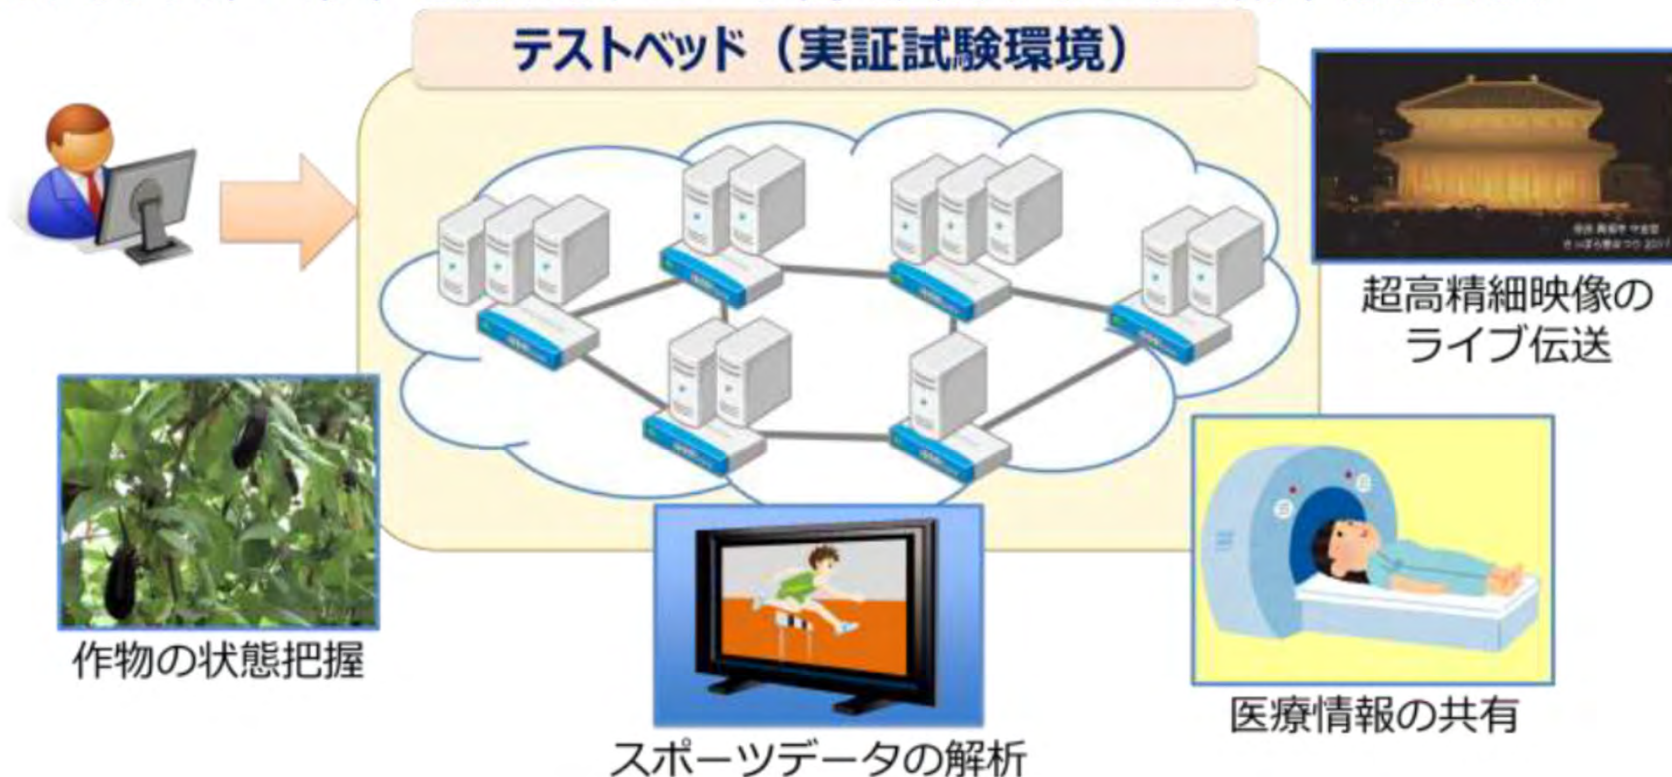 テストベッド（実証試験環境）
超高精細映像の
ライブ伝送
作物の状態把握
医療情報の共有
スポーツデータの解析